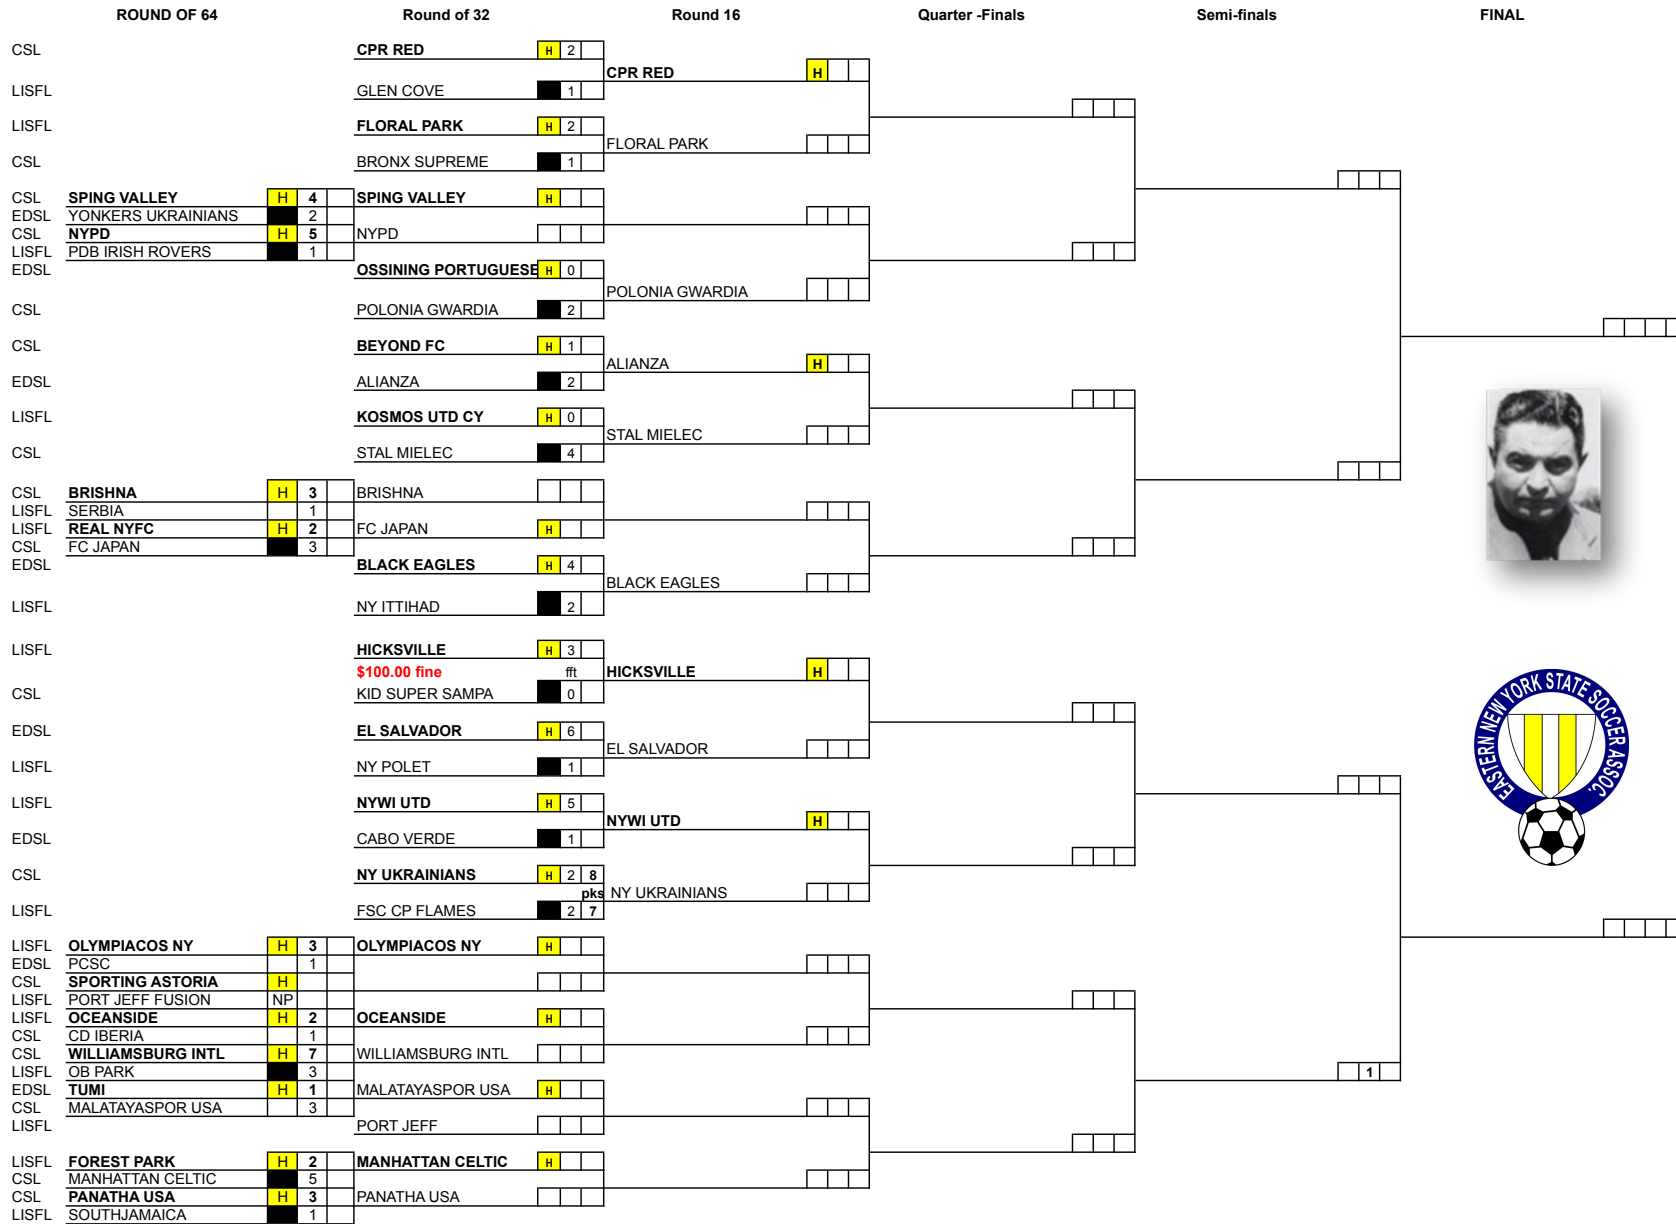 ROUND OF 64 Round of 32 Round 16 Quarter -Finals Semi-finals FINAL
CSL CPR RED H 2
CPR RED H
LISFL GLEN COVE 1
LISFL FLORAL PARK H 2
FLORAL PARK
CSL BRONX SUPREME 1
CSL SPING VALLEY H 4 SPING VALLEY H
EDSL YONKERS UKRAINIANS 2
CSL NYPD H 5 NYPD
LISFL PDB IRISH ROVERS 1
EDSL OSSINING PORTUGUESE H 0
POLONIA GWARDIA
CSL POLONIA GWARDIA 2
CSL BEYOND FC H 1
ALIANZA H
EDSL ALIANZA 2
LISFL KOSMOS UTD CY H 0
STAL MIELEC
CSL STAL MIELEC 4
CSL BRISHNA H 3 BRISHNA
LISFL SERBIA 1
LISFL REAL NYFC H 2 FC JAPAN H
CSL FC JAPAN 3
EDSL BLACK EAGLES H 4
BLACK EAGLES
LISFL NY ITTIHAD 2
LISFL HICKSVILLE H 3
$100.00 fine fft HICKSVILLE H
CSL KID SUPER SAMPA 0
EDSL EL SALVADOR H 6
EL SALVADOR
LISFL NY POLET 1
LISFL NYWI UTD H 5
NYWI UTD H
EDSL CABO VERDE 1
CSL NY UKRAINIANS H 2 8
pks NY UKRAINIANS
LISFL FSC CP FLAMES 2 7
LISFL OLYMPIACOS NY H 3 OLYMPIACOS NY H
EDSL PCSC 1
CSL SPORTING ASTORIA H
LISFL PORT JEFF FUSION NP
LISFL OCEANSIDE H 2 OCEANSIDE H
CSL CD IBERIA 1
CSL WILLIAMSBURG INTL H 7 WILLIAMSBURG INTL
LISFL OB PARK 3 1
EDSL TUMI H 1 MALATAYASPOR USA H
CSL MALATAYASPOR USA 3
LISFL PORT JEFF
LISFL FOREST PARK H 2 MANHATTAN CELTIC H
CSL MANHATTAN CELTIC 5
CSL PANATHA USA H 3 PANATHA USA
LISFL SOUTHJAMAICA 1
EASTERN NEW YORK STATE SOCCER ASSOC.